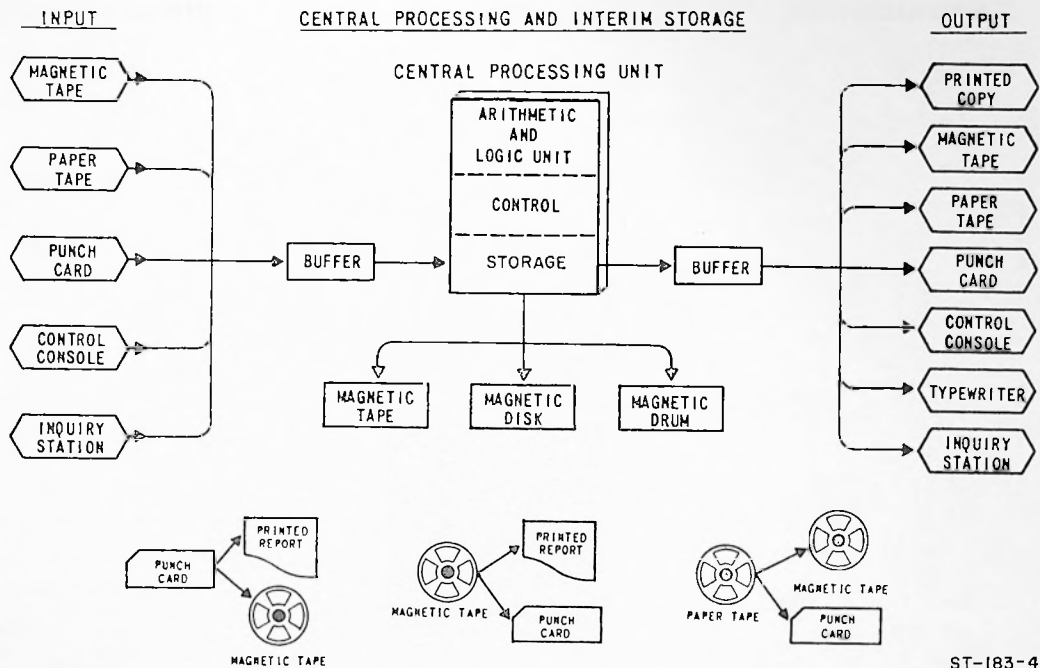 INPUT
CENTRAL PROCESSING AND INTERIM STORAGE
OUTPUT
MAGNETIC
TAPE
PAPER
TAPE
PUNCH
CARD
CONTROL
CONSOLE
INQUIRY
STATION
BUFFER
CENTRAL PROCESSING UNIT
ARITHMETIC
AND
LOGIC UNIT
CONTROL
STORAGE
MAGNETIC
TAPE
MAGNETIC
DISK
MAGNETIC
DRUM
BUFFER
PRINTED
COPY
MAGNETIC
TAPE
PAPER
TAPE
PUNCH
CARD
CONTROL
CONSOLE
TYPEWRITER
INQUIRY
STATION
PUNCH
CARD
PRINTED
REPORT
MAGNETIC TAPE
MAGNETIC TAPE
PRINTED
REPORT
PUNCH
CARD
PAPER TAPE
MAGNETIC TAPE
PUNCH
CARD
ST-183-4